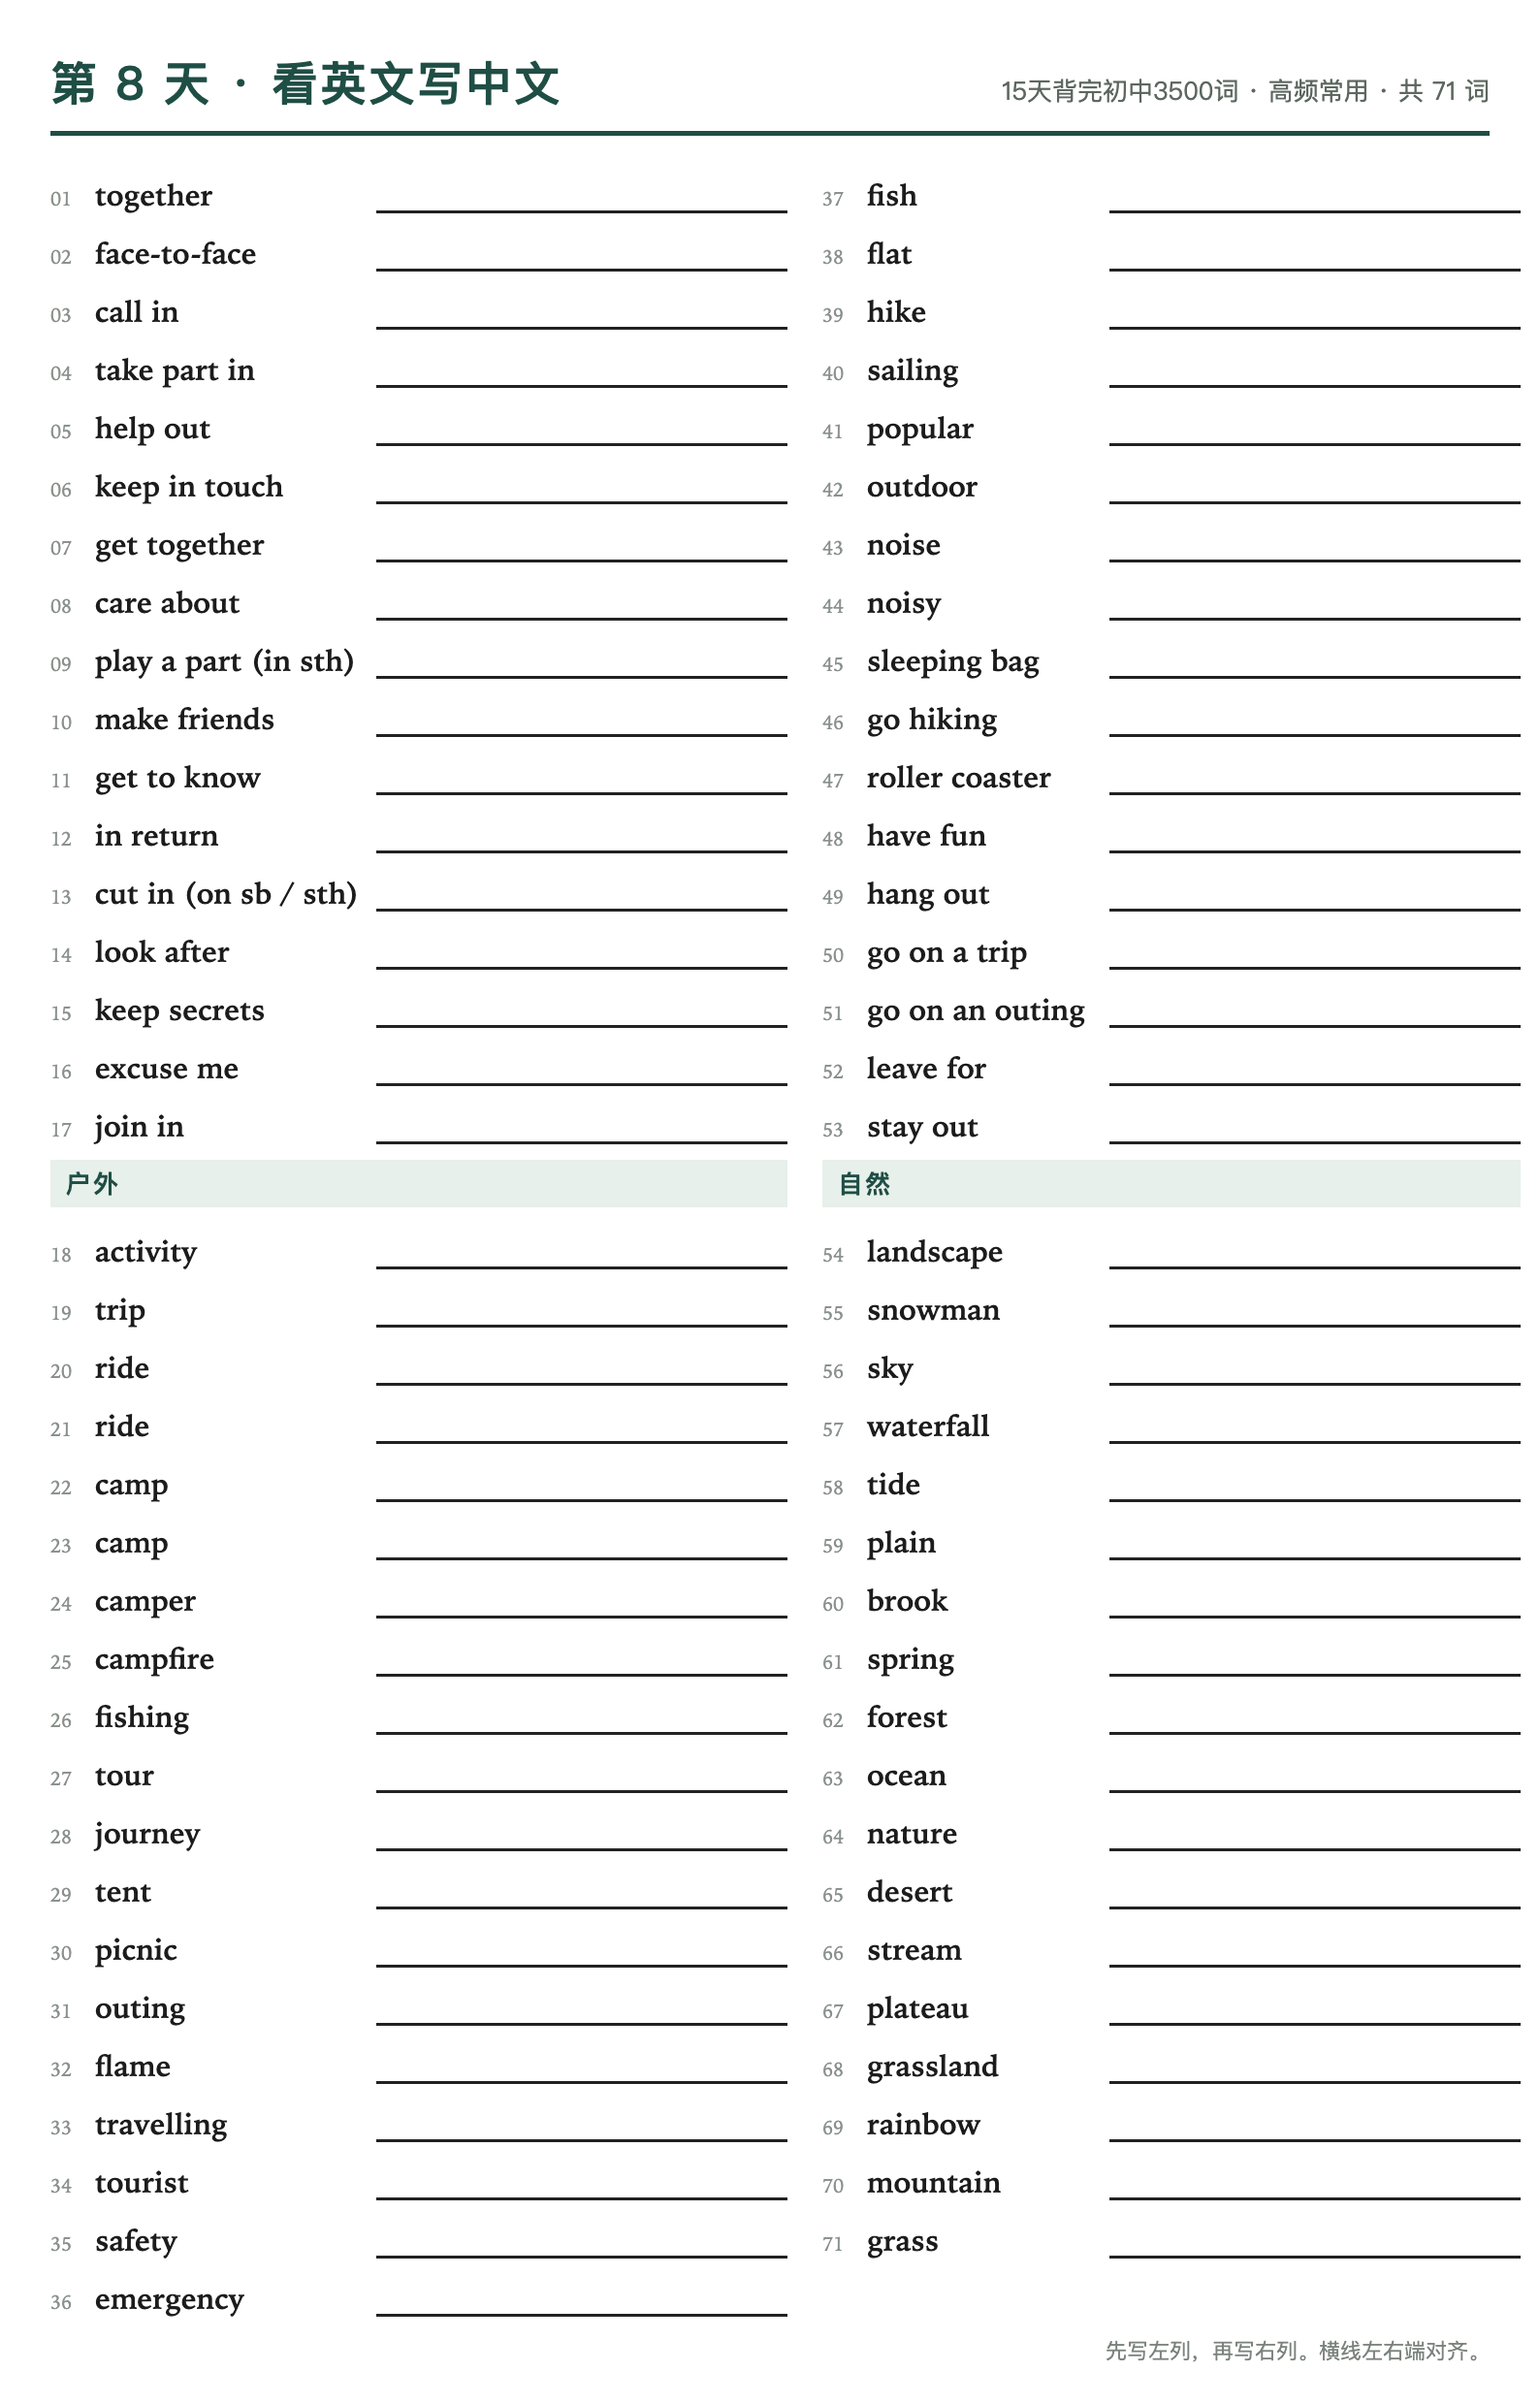 第 8 天 · 看英文写中文
15天背完初中3500词 · 高频常用 · 共 71 词
01 together
02 face-to-face
03 call in
04 take part in
05 help out
06 keep in touch
07 get together
08 care about
09 play a part (in sth)
10 make friends
11 get to know
12 in return
13 cut in (on sb / sth)
14 look after
15 keep secrets
16 excuse me
17 join in
户外
18 activity
19 trip
20 ride
21 ride
22 camp
23 camp
24 camper
25 campfire
26 fishing
27 tour
28 journey
29 tent
30 picnic
31 outing
32 flame
33 travelling
34 tourist
35 safety
36 emergency
37 fish
38 flat
39 hike
40 sailing
41 popular
42 outdoor
43 noise
44 noisy
45 sleeping bag
46 go hiking
47 roller coaster
48 have fun
49 hang out
50 go on a trip
51 go on an outing
52 leave for
53 stay out
自然
54 landscape
55 snowman
56 sky
57 waterfall
58 tide
59 plain
60 brook
61 spring
62 forest
63 ocean
64 nature
65 desert
66 stream
67 plateau
68 grassland
69 rainbow
70 mountain
71 grass
先写左列，再写右列。横线左右端对齐。